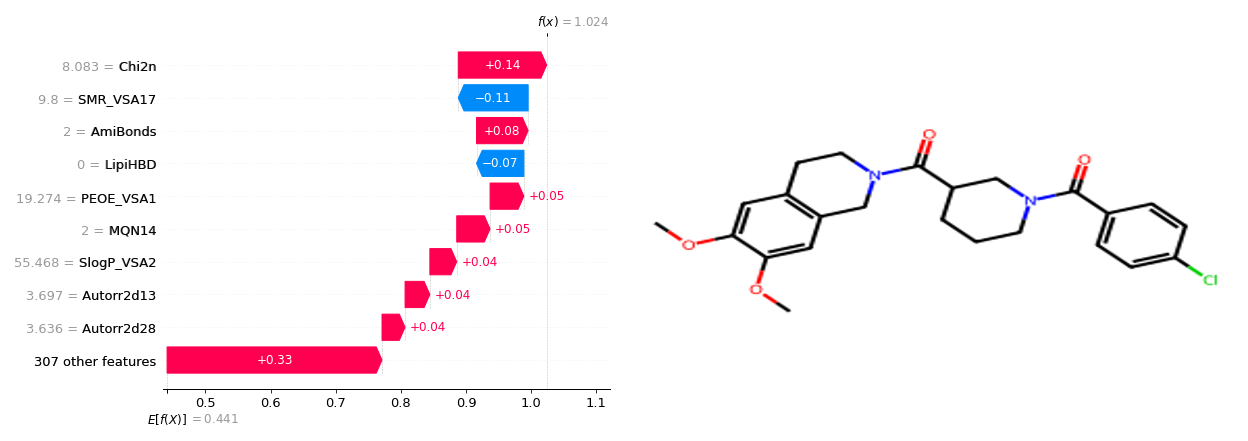 f(x) = 1.024
8.083 = Chi2n
+0.14
9.8 = SMR_VSA17
−0.11
2 = AmiBonds
+0.08
0 = LipiHBD
−0.07
19.274 = PEOE_VSA1
+0.05
2 = MQN14
+0.05
55.468 = SlogP_VSA2
+0.04
3.697 = Autorr2d13
+0.04
3.636 = Autorr2d28
+0.04
307 other features
+0.33
0.5 0.6 0.7 0.8 0.9 1.0 1.1
E[f(X)] = 0.441
O
O
N
N
O
O
Cl